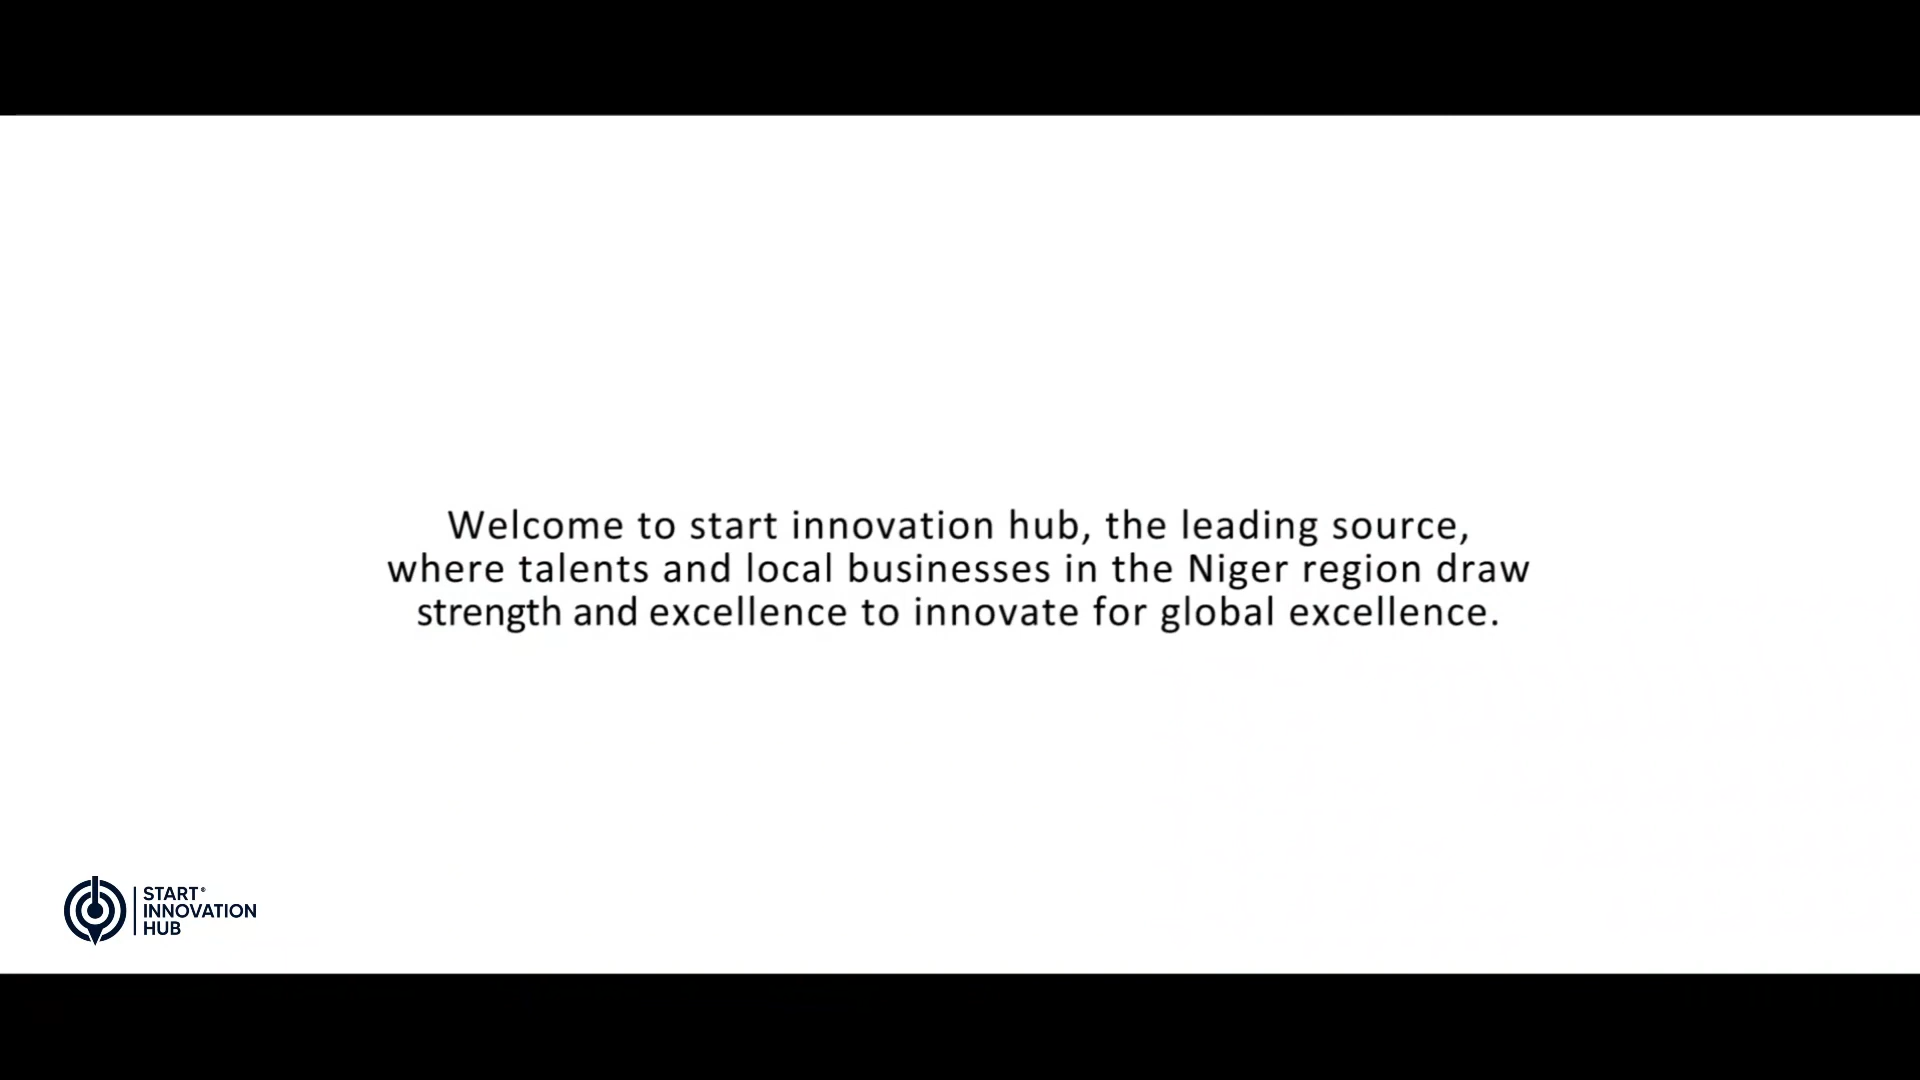 Welcome to start innovation hub, the leading source,
where talents and local businesses in the Niger region draw
strength and excellence to innovate for global excellence.
START®
INNOVATION
HUB